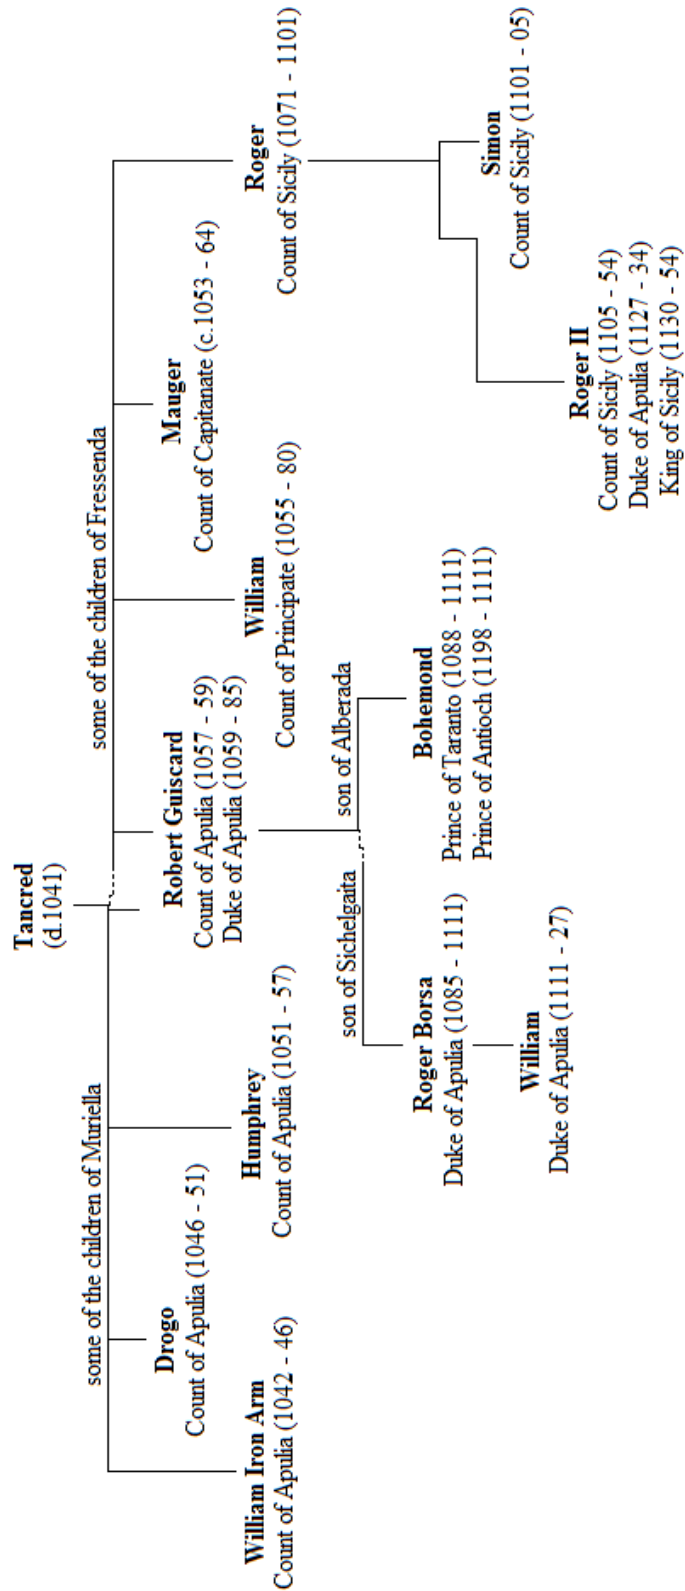 Tancred
(d.1041)
some of the children of Muriella
some of the children of Fressenda
William Iron Arm
Count of Apulia (1042 - 46)
Drogo
Count of Apulia (1046 - 51)
Humphrey
Count of Apulia (1051 - 57)
Robert Guiscard
Count of Apulia (1057 - 59)
Duke of Apulia (1059 - 85)
William
Count of Principate (1055 - 80)
Mauger
Count of Capitanate (c.1053 - 64)
Roger
Count of Sicily (1071 - 1101)
son of Sichelgaita
son of Alberada
Roger Borsa
Duke of Apulia (1085 - 1111)
Bohemond
Prince of Taranto (1088 - 1111)
Prince of Antioch (1198 - 1111)
William
Duke of Apulia (1111 - 27)
Simon
Count of Sicily (1101 - 05)
Roger II
Count of Sicily (1105 - 54)
Duke of Apulia (1127 - 34)
King of Sicily (1130 - 54)